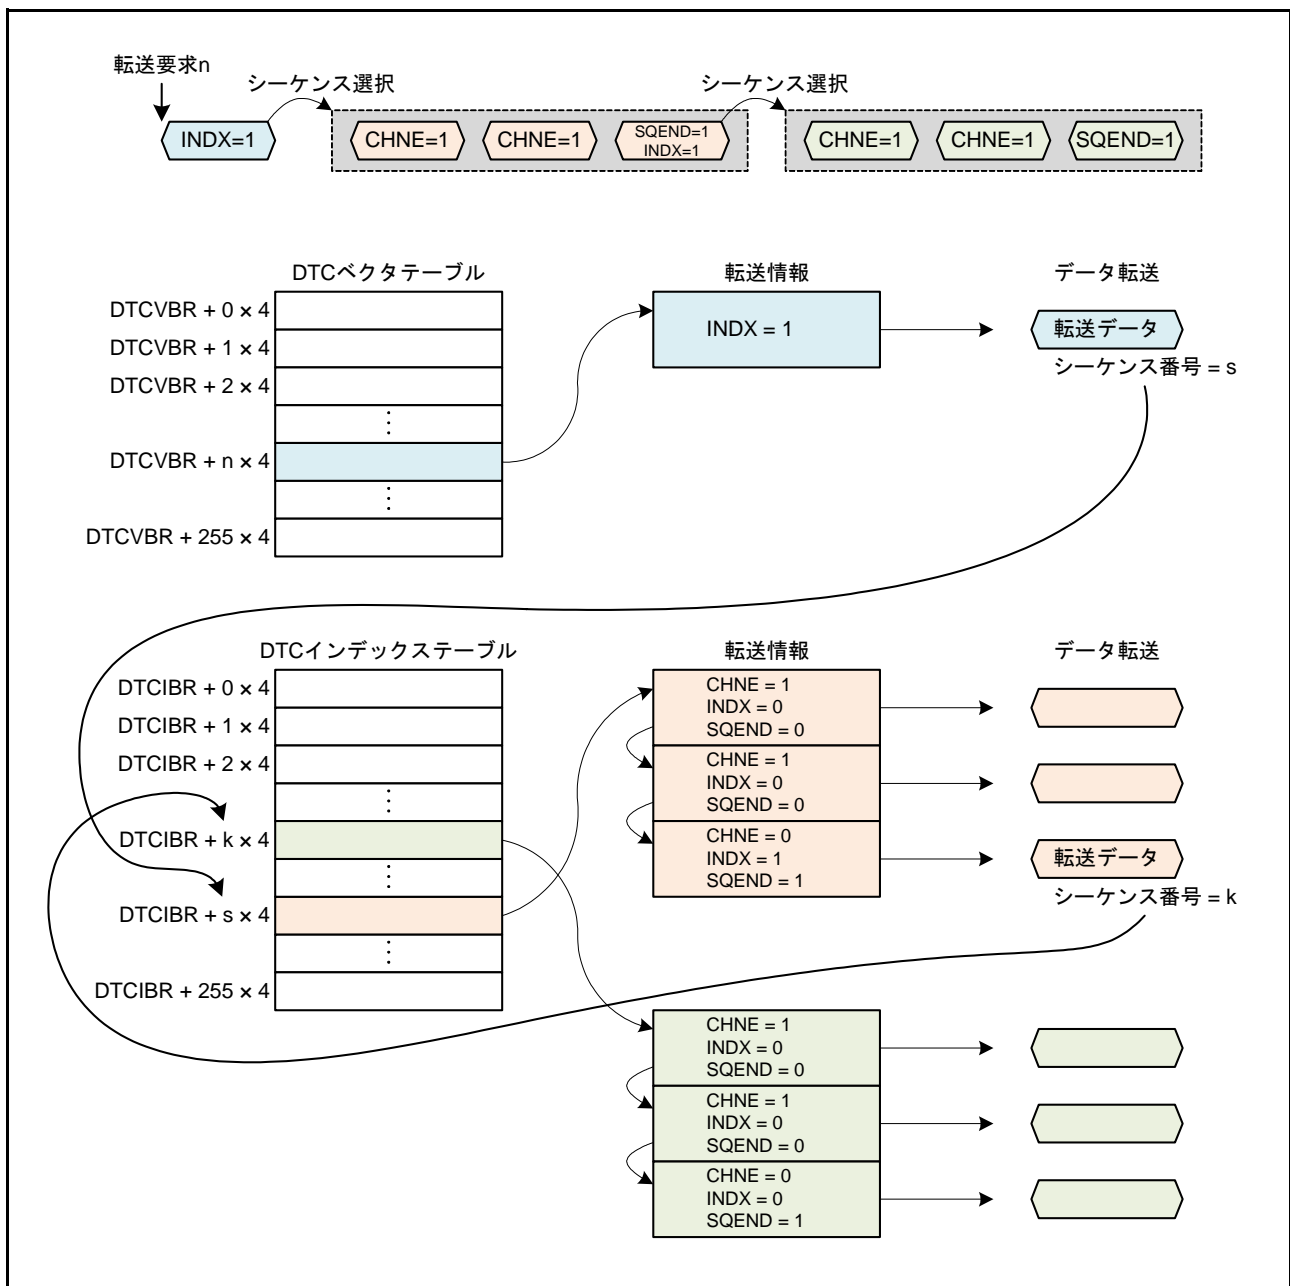 転送要求n
シーケンス選択
シーケンス選択
INDX=1
CHNE=1
CHNE=1
SQEND=1
INDX=1
CHNE=1
CHNE=1
SQEND=1
DTCベクタテーブル
転送情報
データ転送
DTCVBR + 0 × 4
DTCVBR + 1 × 4
DTCVBR + 2 × 4
⋮
DTCVBR + n × 4
⋮
DTCVBR + 255 × 4
INDX = 1
転送データ
シーケンス番号 = s
DTCインデックステーブル
転送情報
データ転送
DTCIBR + 0 × 4
DTCIBR + 1 × 4
DTCIBR + 2 × 4
⋮
DTCIBR + k × 4
⋮
DTCIBR + s × 4
⋮
DTCIBR + 255 × 4
CHNE = 1
INDX = 0
SQEND = 0
CHNE = 1
INDX = 0
SQEND = 0
CHNE = 0
INDX = 1
SQEND = 1
転送データ
シーケンス番号 = k
CHNE = 1
INDX = 0
SQEND = 0
CHNE = 1
INDX = 0
SQEND = 0
CHNE = 0
INDX = 0
SQEND = 1